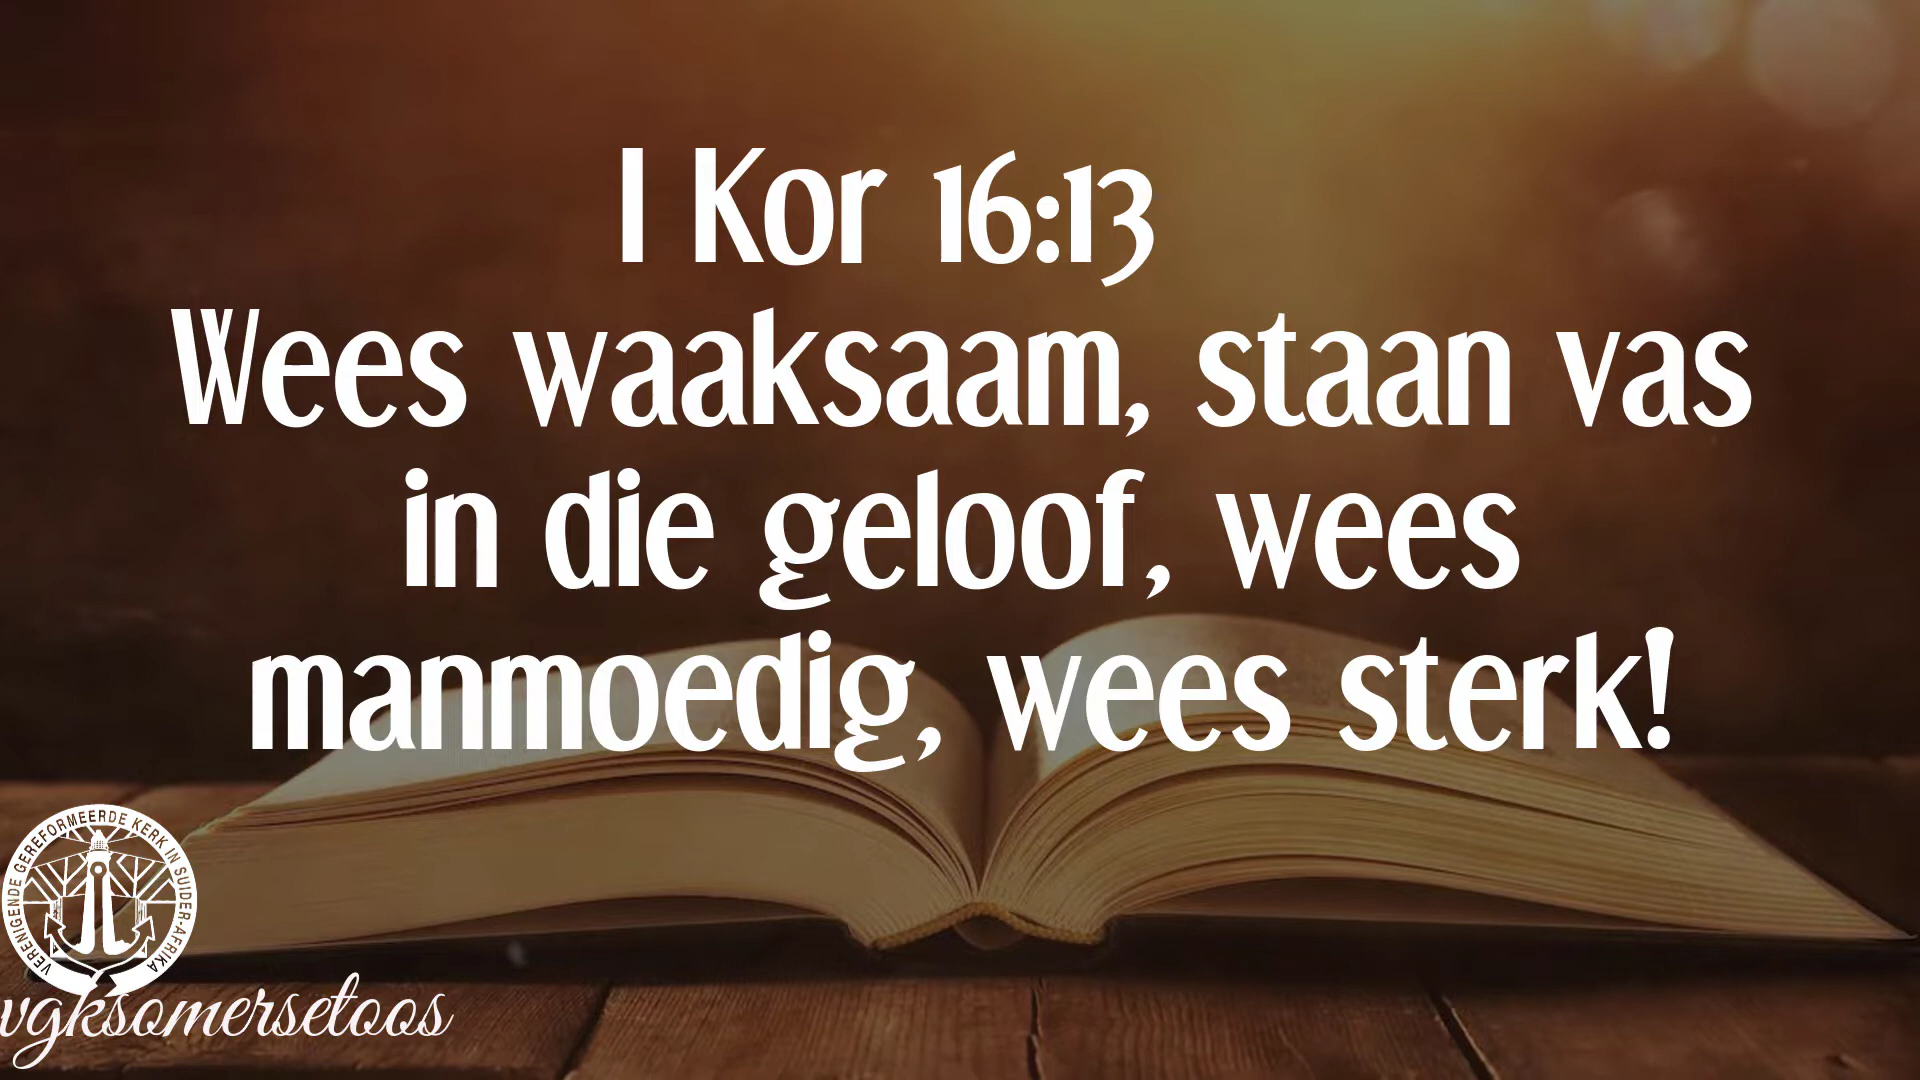 I Kor 16:13
Wees waaksaam, staan vas
in die geloof, wees
manmoedig, wees sterk!
VERENIGENDE GEREFORMEERDE KERK IN SUIDER-AFRIKA
vgksomersetoos